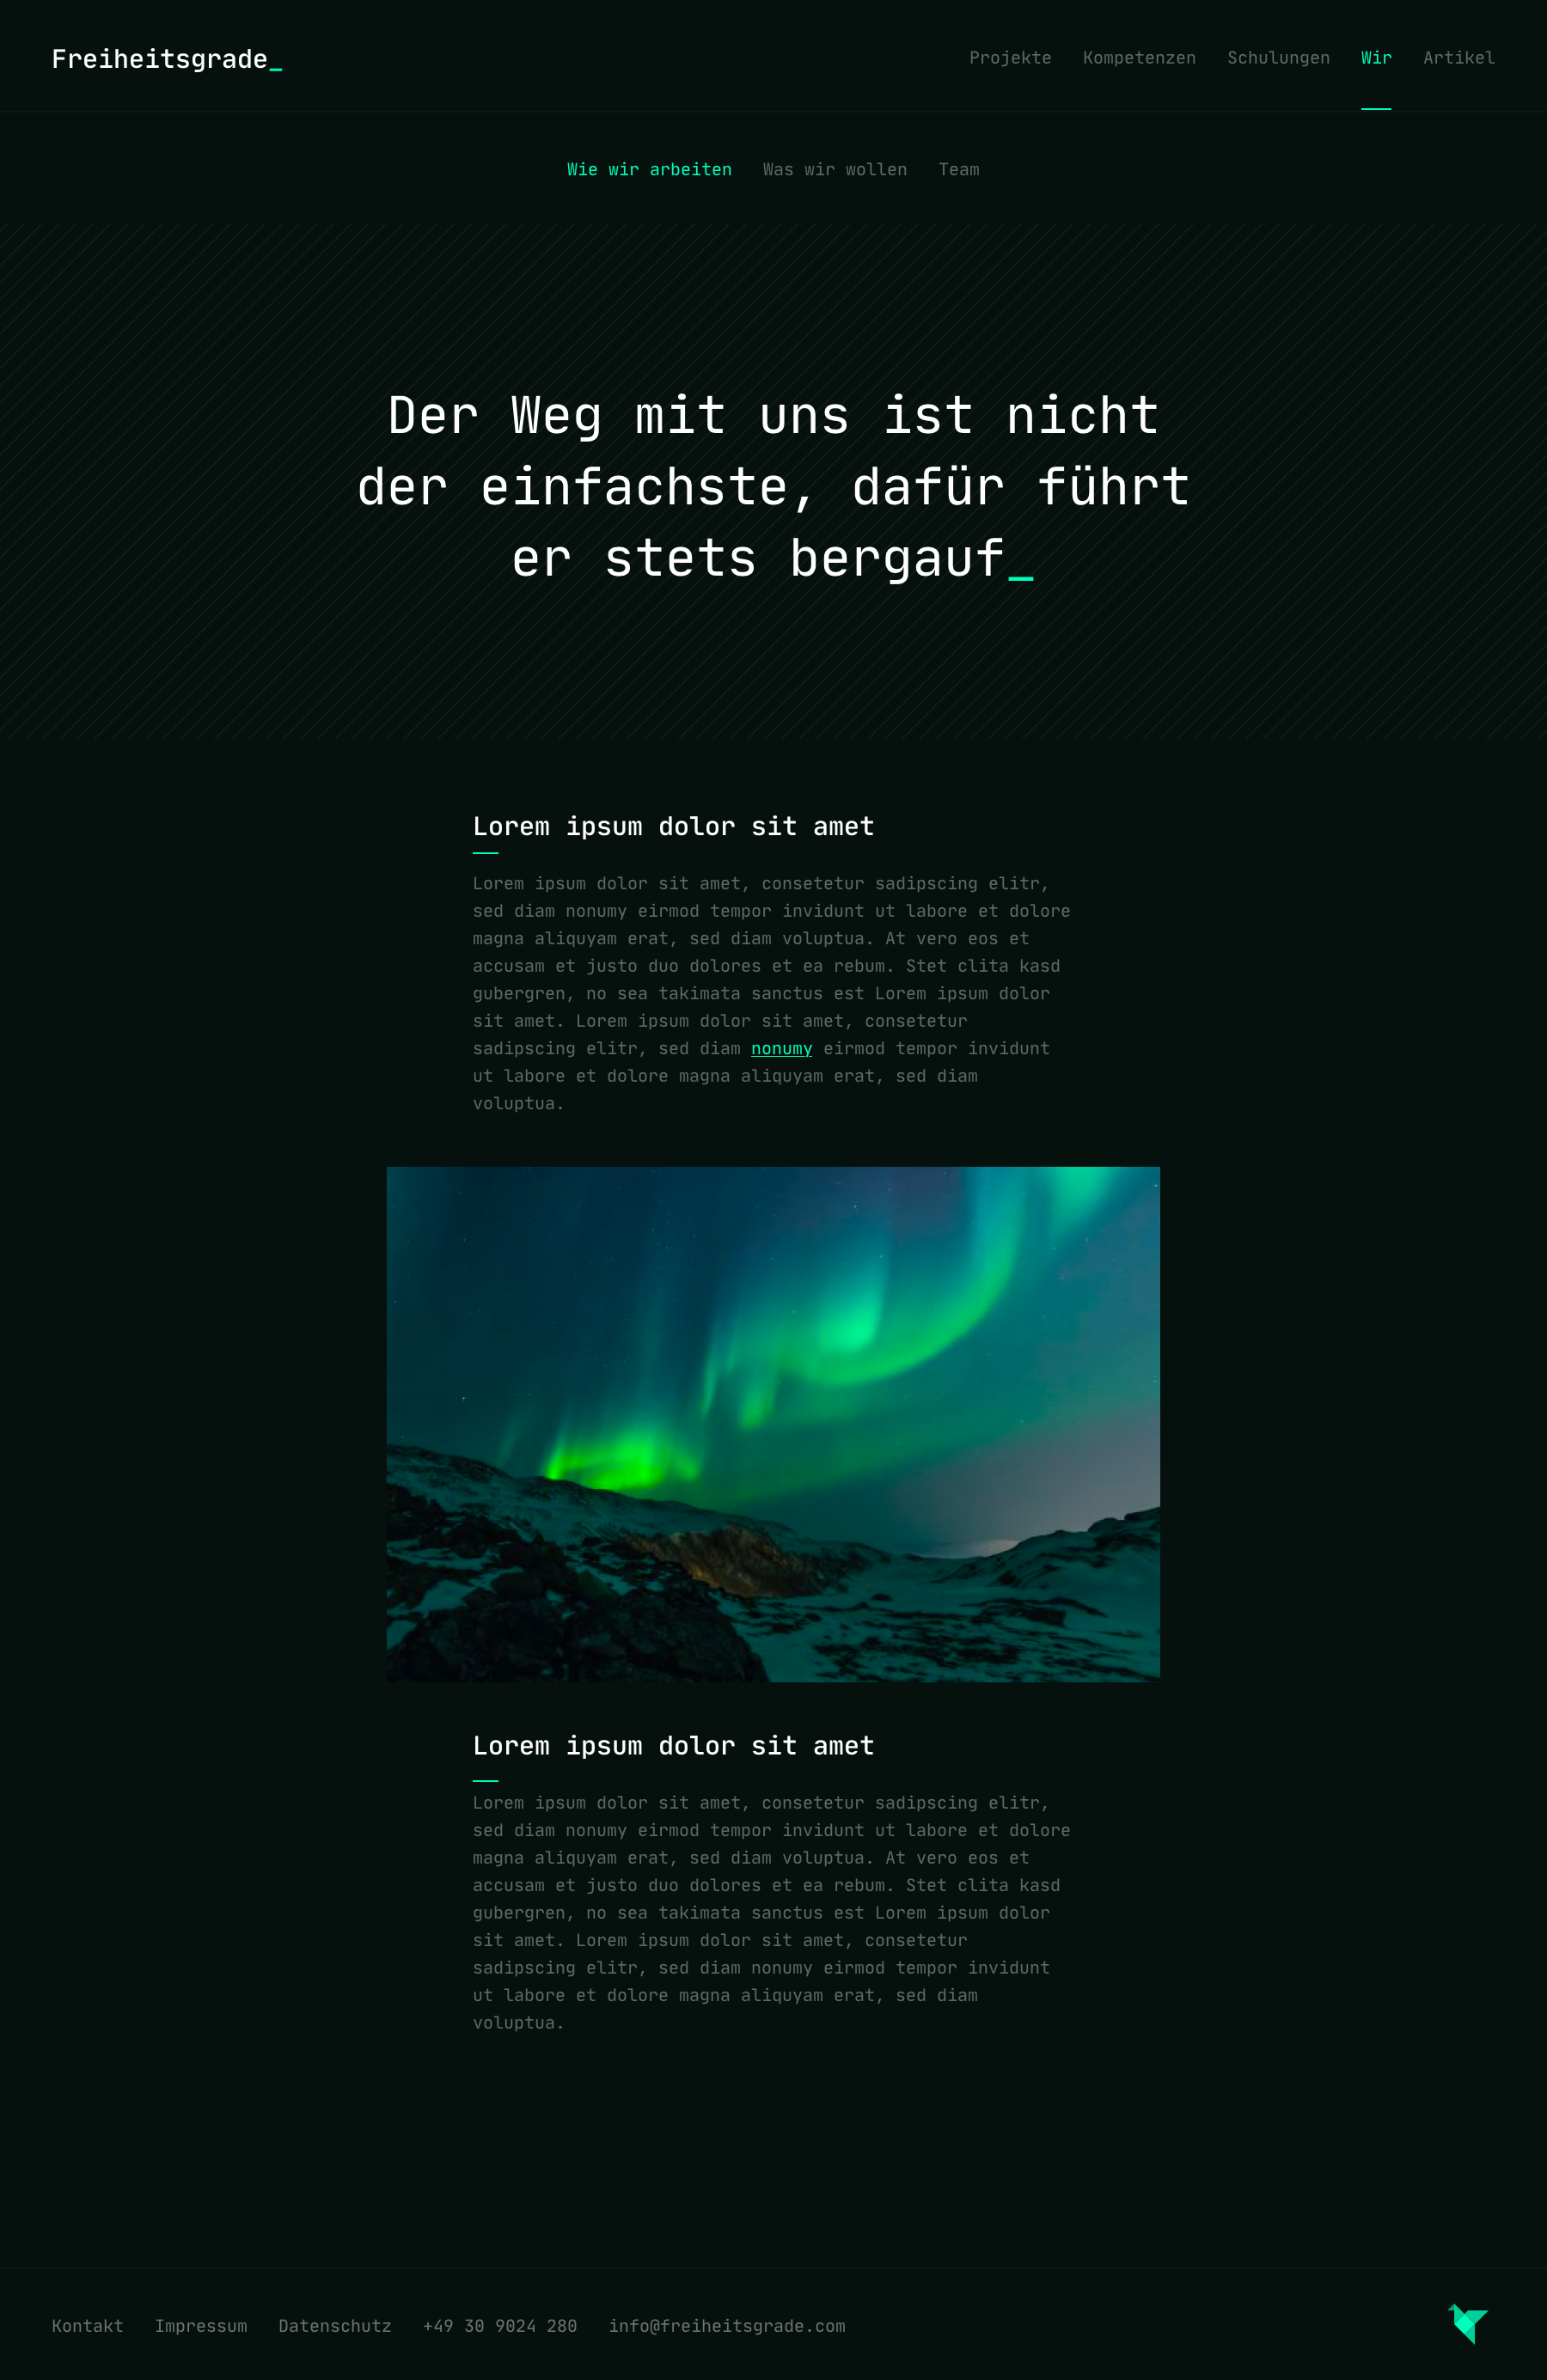 Freiheitsgrade_
Projekte Kompetenzen Schulungen Wir Artikel
Wie wir arbeiten Was wir wollen Team
Der Weg mit uns ist nicht
der einfachste, dafür führt
er stets bergauf_
Lorem ipsum dolor sit amet
Lorem ipsum dolor sit amet, consetetur sadipscing elitr,
sed diam nonumy eirmod tempor invidunt ut labore et dolore
magna aliquyam erat, sed diam voluptua. At vero eos et
accusam et justo duo dolores et ea rebum. Stet clita kasd
gubergren, no sea takimata sanctus est Lorem ipsum dolor
sit amet. Lorem ipsum dolor sit amet, consetetur
sadipscing elitr, sed diam nonumy eirmod tempor invidunt
ut labore et dolore magna aliquyam erat, sed diam
voluptua.
Lorem ipsum dolor sit amet
Lorem ipsum dolor sit amet, consetetur sadipscing elitr,
sed diam nonumy eirmod tempor invidunt ut labore et dolore
magna aliquyam erat, sed diam voluptua. At vero eos et
accusam et justo duo dolores et ea rebum. Stet clita kasd
gubergren, no sea takimata sanctus est Lorem ipsum dolor
sit amet. Lorem ipsum dolor sit amet, consetetur
sadipscing elitr, sed diam nonumy eirmod tempor invidunt
ut labore et dolore magna aliquyam erat, sed diam
voluptua.
Kontakt Impressum Datenschutz +49 30 9024 280 info@freiheitsgrade.com